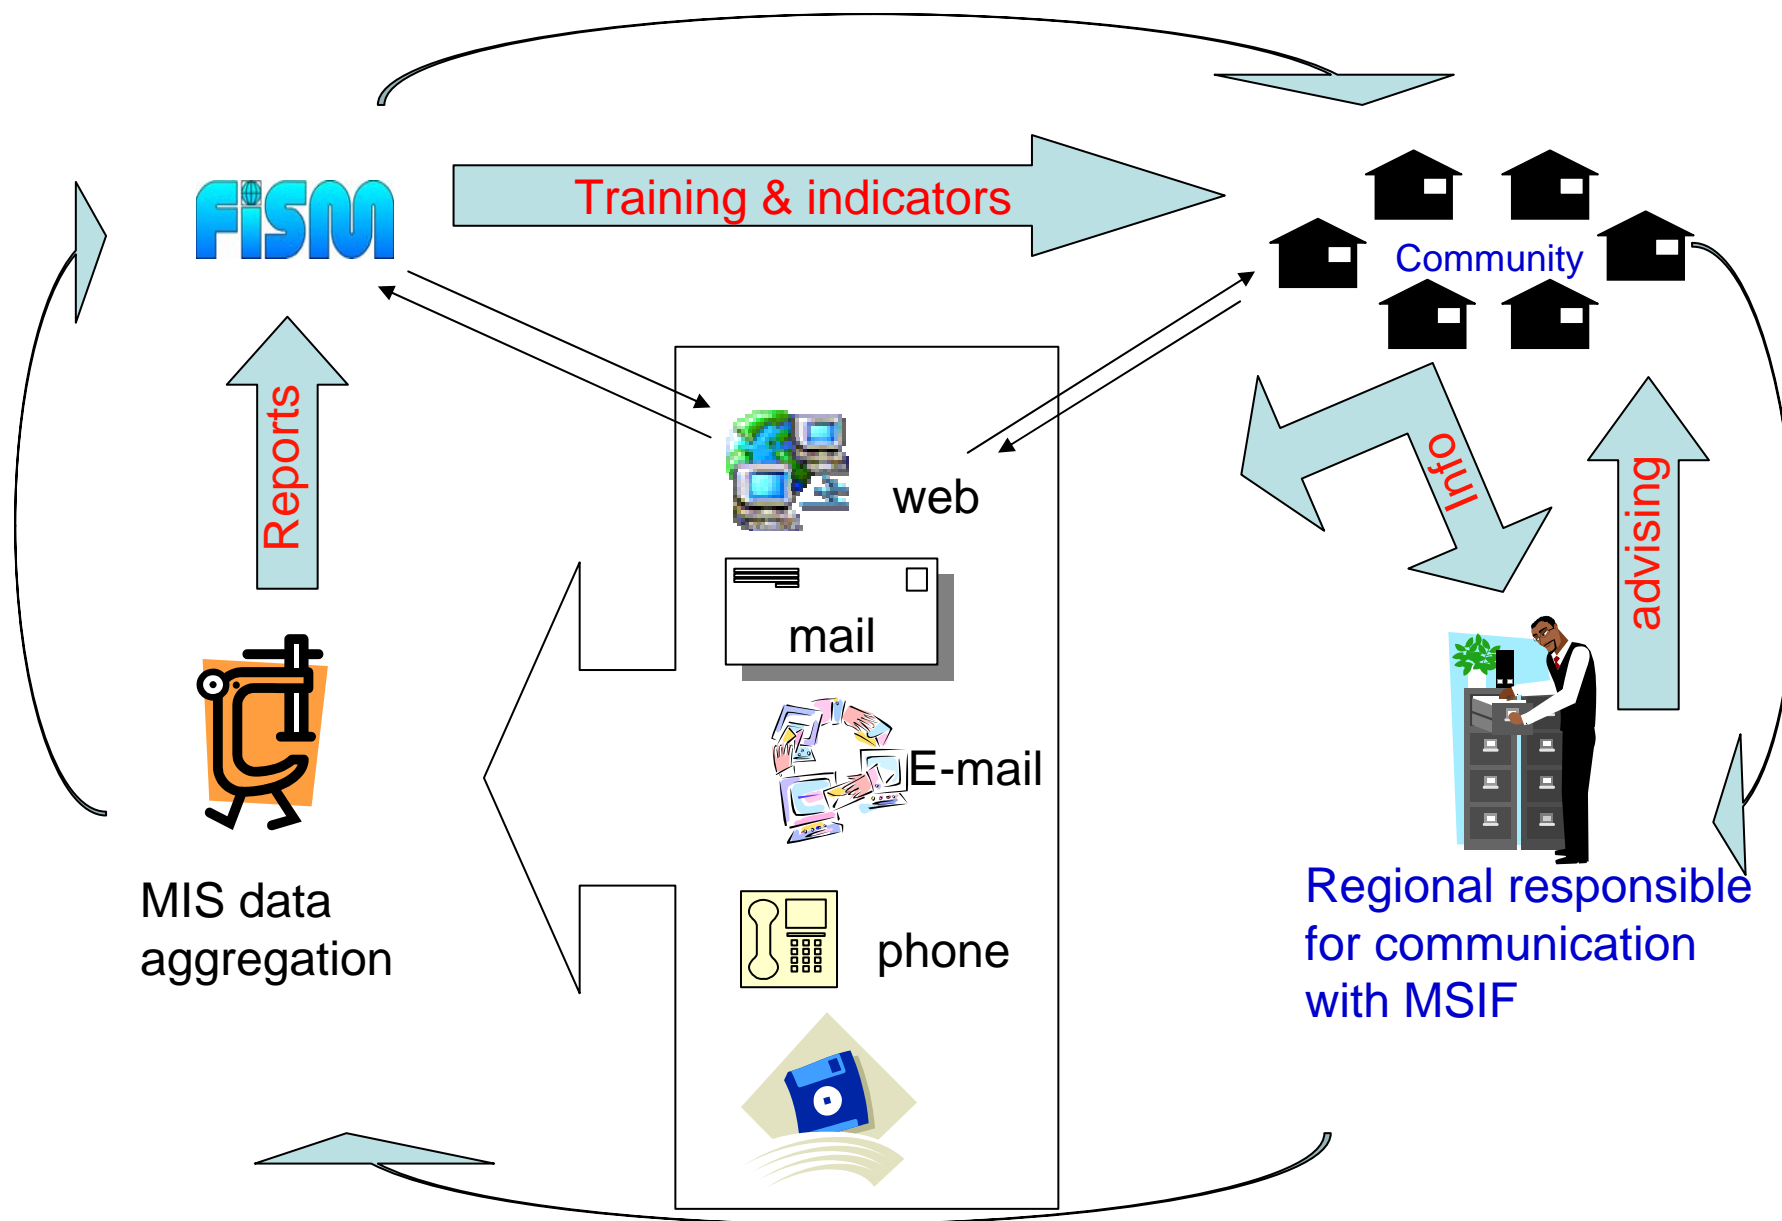 FISM
Training & indicators
Community
Reports
Info
advising
web
mail
E-mail
phone
MIS data
aggregation
Regional responsible
for communication
with MSIF